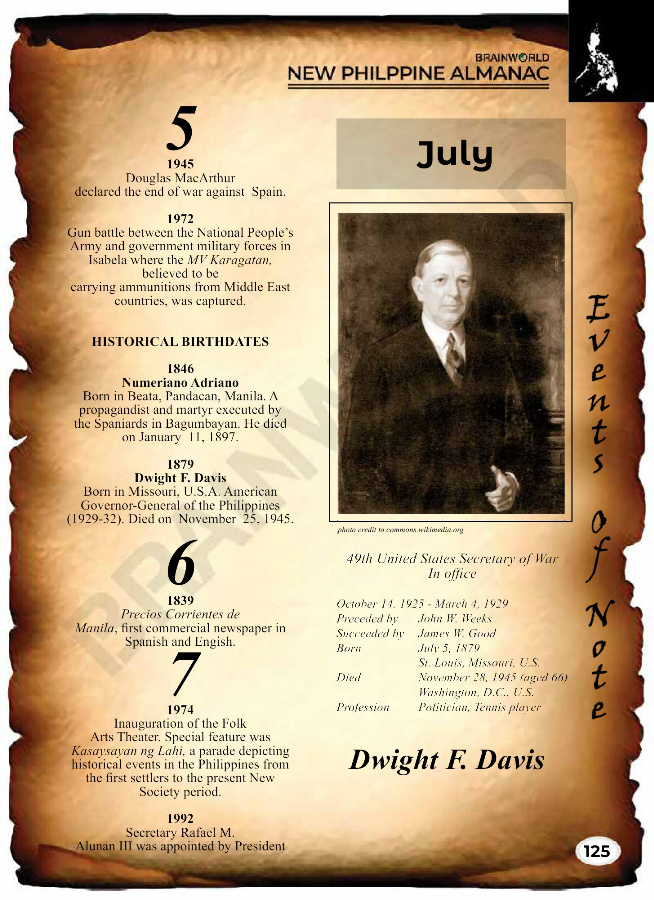 BRAINWORLD
NEW PHILPPINE ALMANAC
5
1945
Douglas MacArthur
declared the end of war against Spain.
1972
Gun battle between the National People's
Army and government military forces in
Isabela where the MV Karagatan,
believed to be
carrying ammunitions from Middle East
countries, was captured.
HISTORICAL BIRTHDATES
1846
Numeriano Adriano
Born in Beata, Pandacan, Manila. A
propagandist and martyr executed by
the Spaniards in Bagumbayan. He died
on January 11, 1897.
1879
Dwight F. Davis
Born in Missouri, U.S.A. American
Governor-General of the Philippines
(1929-32). Died on November 25, 1945.
6
1839
Precios Corrientes de
Manila, first commercial newspaper in
Spanish and Engish.
7
1974
Inauguration of the Folk
Arts Theater. Special feature was
Kasaysayan ng Lahi, a parade depicting
historical events in the Philippines from
the first settlers to the present New
Society period.
1992
Secretary Rafael M.
Alunan III was appointed by President
July
photo credit to commons.wikimedia.org
49th United States Secretary of War
In office
October 14, 1925 - March 4, 1929
Preceded by John W. Weeks
Succeeded by James W. Good
Born July 5, 1879
St. Louis, Missouri, U.S.
Died November 28, 1945 (aged 66)
Washington, D.C., U.S.
Profession Politician, Tennis player
Dwight F. Davis
Events of Note
125
BRAINWORLD